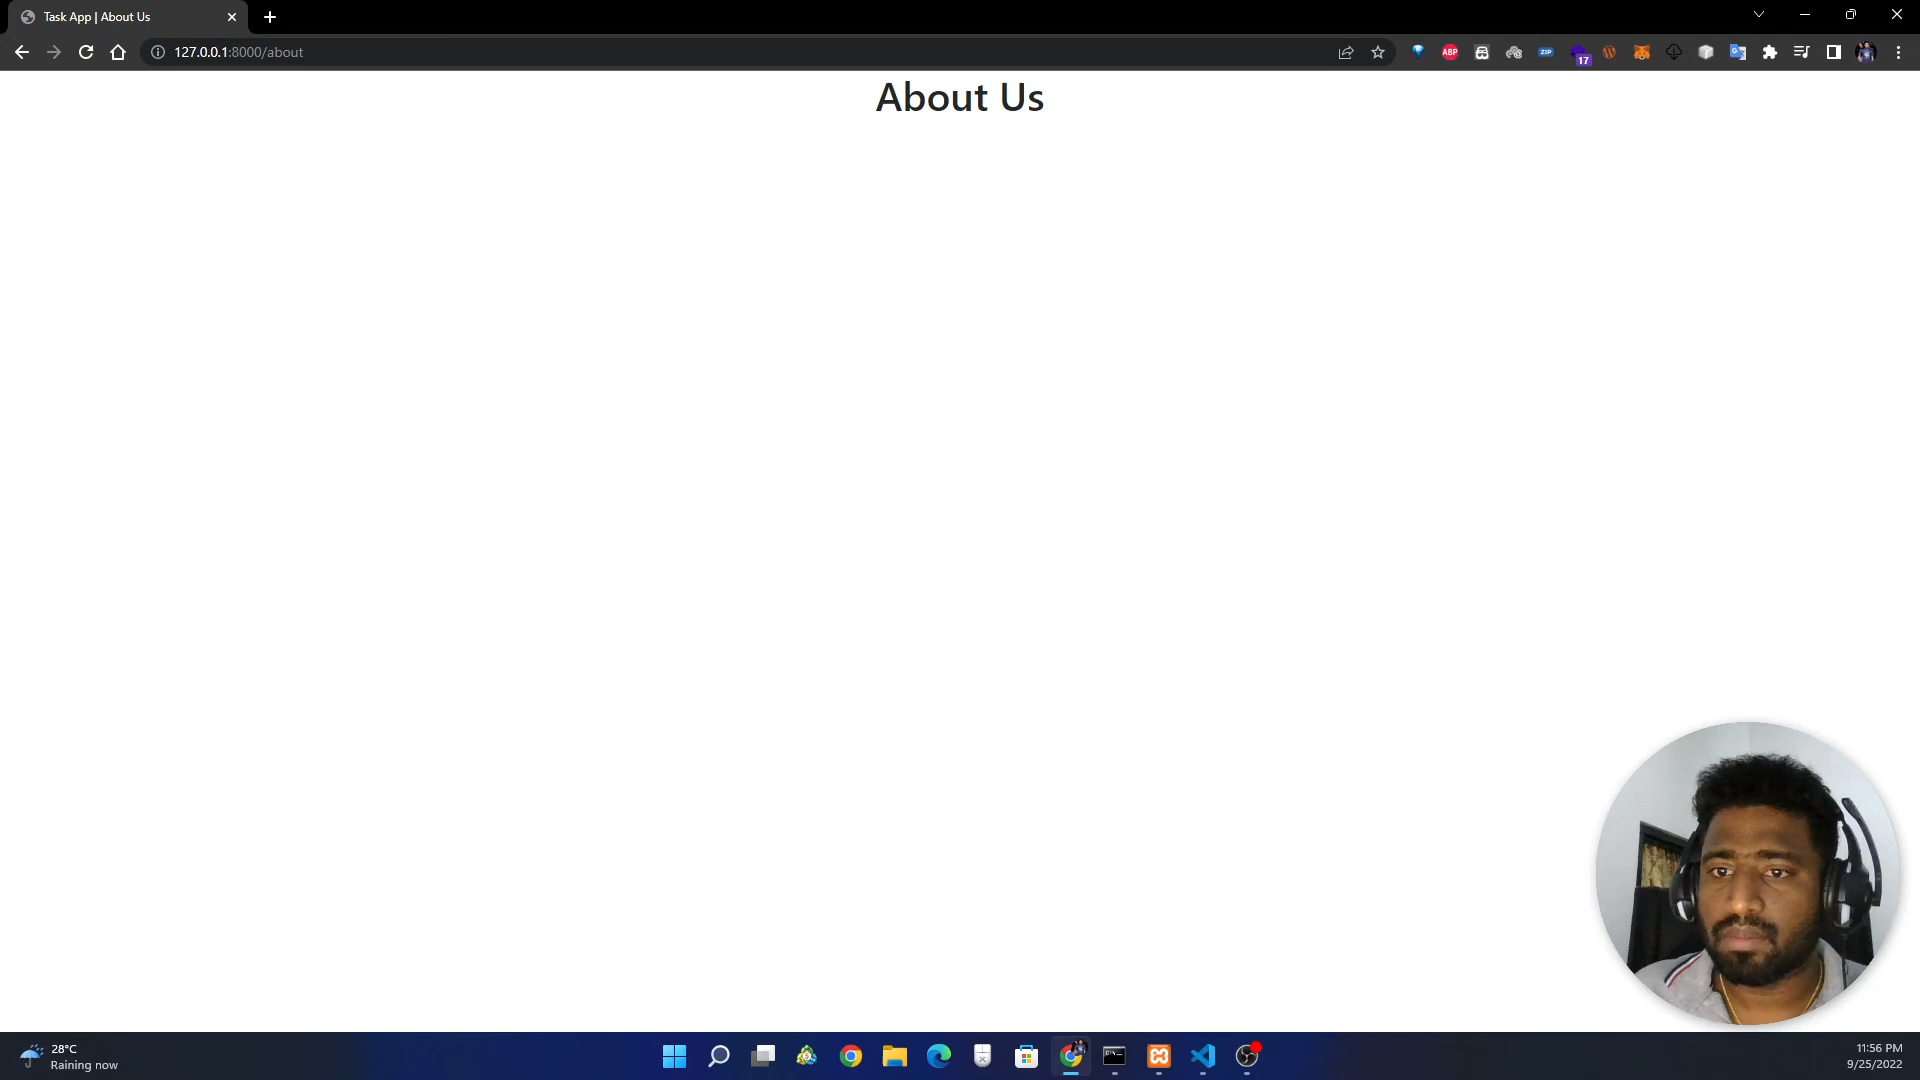 Task App | About Us
127.0.0.1:8000/about
ABP
ZIP
17
About Us
28°C
Raining now
11:56 PM
9/25/2022